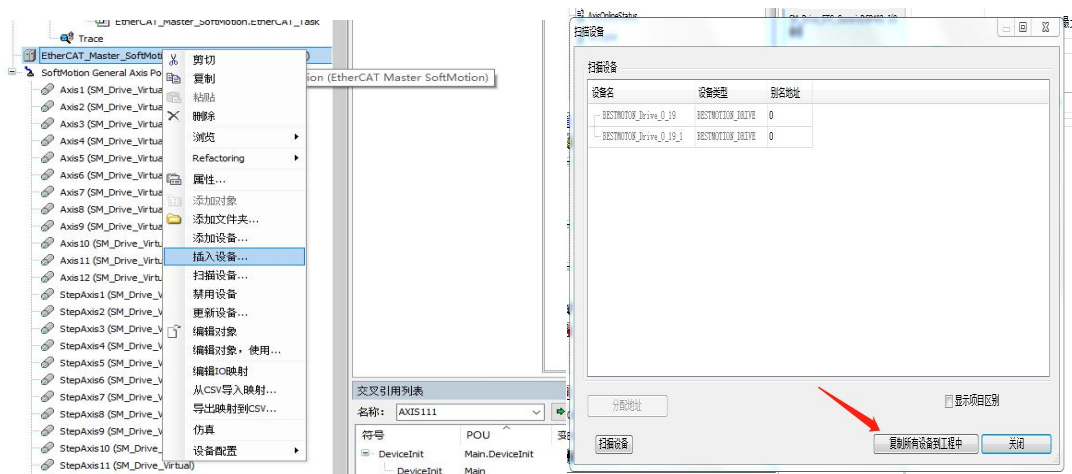 EtherCAT_Master_SoftMotion.EtherCAT_Task
Trace
EtherCAT_Master_SoftMoti
ion (EtherCAT Master SoftMotion)
SoftMotion General Axis Po
Axis1 (SM_Drive_Virtua
Axis2 (SM_Drive_Virtua
Axis3 (SM_Drive_Virtua
Axis4 (SM_Drive_Virtua
Axis5 (SM_Drive_Virtua
Axis6 (SM_Drive_Virtua
Axis7 (SM_Drive_Virtua
Axis8 (SM_Drive_Virtua
Axis9 (SM_Drive_Virtua
Axis10 (SM_Drive_Virtu
Axis11 (SM_Drive_Virtu
Axis12 (SM_Drive_Virtu
StepAxis1 (SM_Drive_V
StepAxis2 (SM_Drive_V
StepAxis3 (SM_Drive_V
StepAxis4 (SM_Drive_V
StepAxis5 (SM_Drive_V
StepAxis6 (SM_Drive_V
StepAxis7 (SM_Drive_V
StepAxis8 (SM_Drive_V
StepAxis9 (SM_Drive_V
StepAxis10 (SM_Drive_
StepAxis11 (SM_Drive_Virtual)
剪切
复制
粘贴
删除
浏览
Refactoring
属性...
添加对象
添加文件夹...
添加设备...
插入设备...
扫描设备...
禁用设备
更新设备...
编辑对象
编辑对象，使用...
编辑IO映射
从CSV导入映射...
导出映射到CSV...
仿真
设备配置
交叉引用列表
名称： AXIS111
符号 POU 变
DeviceInit Main.DeviceInit
DeviceInit Main
AxisOnlineStatus
扫描设备
扫描设备
设备名 设备类型 别名地址
BESTMOTON_Drive_0_19 BESTMOTION_DRIVE 0
BESTMOTON_Drive_0_19_1 BESTMOTION_DRIVE 0
分配地址
显示项目区别
扫描设备
复制所有设备到工程中
关闭